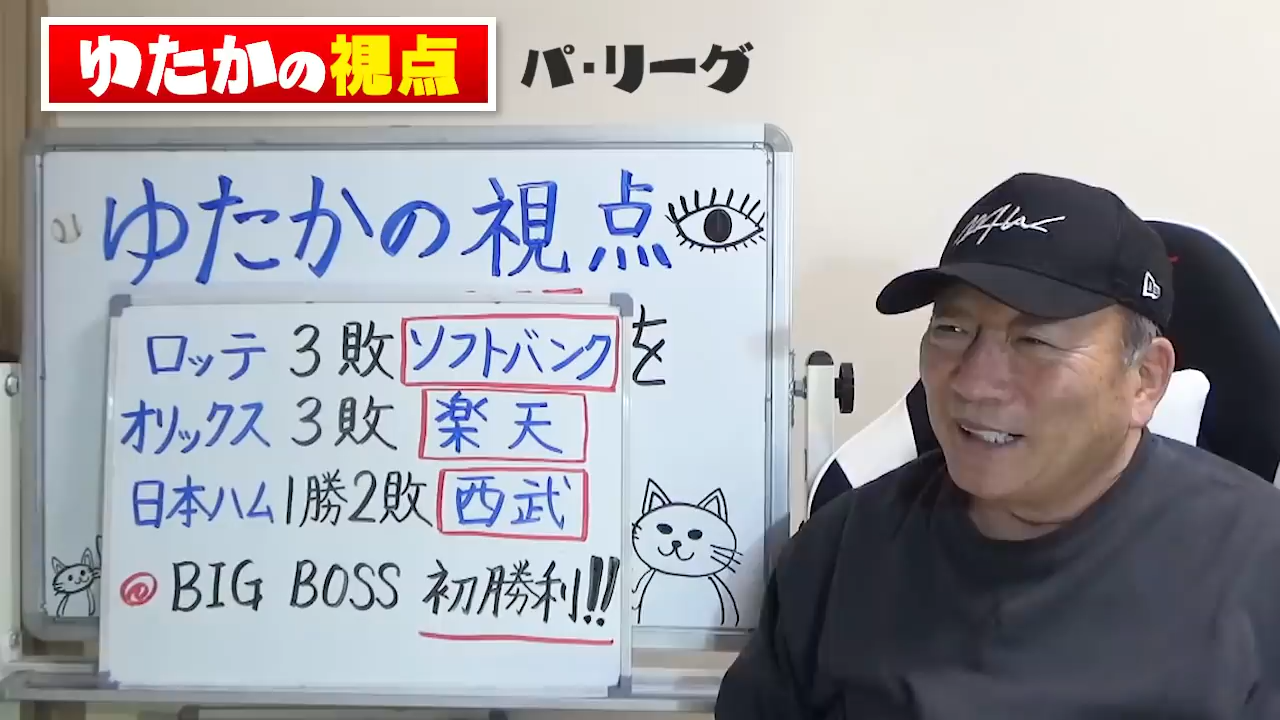 ゆたかの視点 パ・リーグ
ゆたかの視点
ロッテ 3敗 ソフトバンク を
オリックス 3敗 楽天
日本ハム 1勝2敗 西武
BIG BOSS 初勝利!!